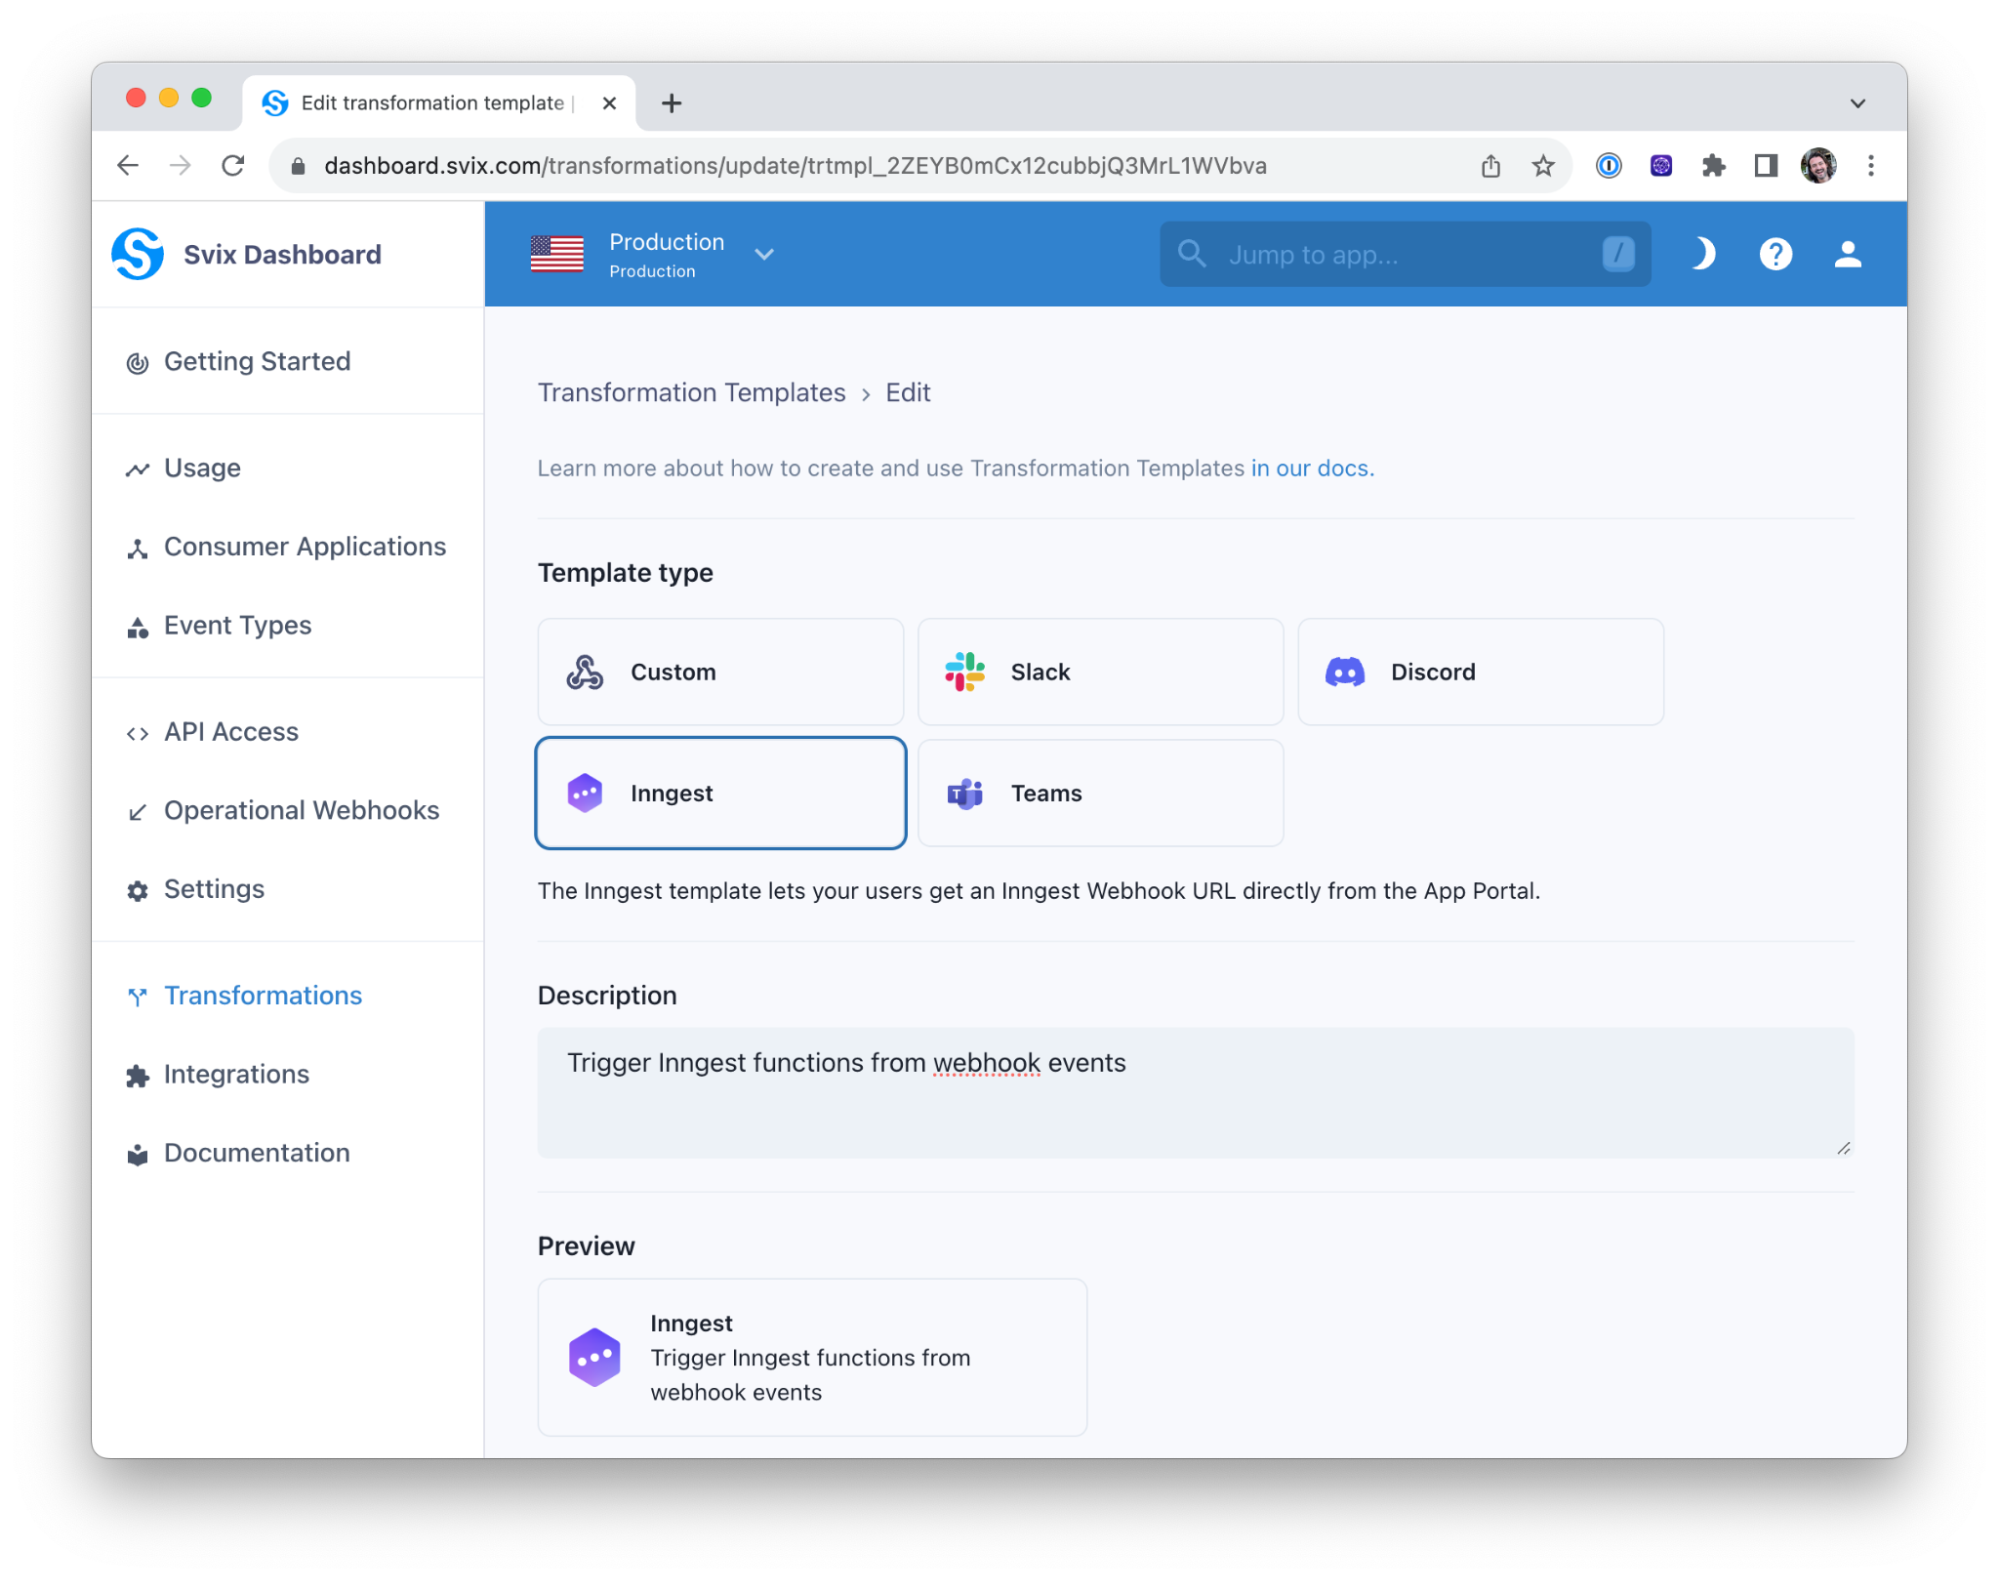 Edit transformation template |
dashboard.svix.com/transformations/update/trtmpl_2ZEYB0mCx12cubbjQ3MrL1WVbva
Svix Dashboard
Production
Production
Jump to app...
/
?
Getting Started
Usage
Consumer Applications
Event Types
API Access
Operational Webhooks
Settings
Transformations
Integrations
Documentation
Transformation Templates › Edit
Learn more about how to create and use Transformation Templates in our docs.
Template type
Custom
Slack
Discord
Inngest
T
Teams
The Inngest template lets your users get an Inngest Webhook URL directly from the App Portal.
Description
Trigger Inngest functions from webhook events
Preview
Inngest
Trigger Inngest functions from
webhook events